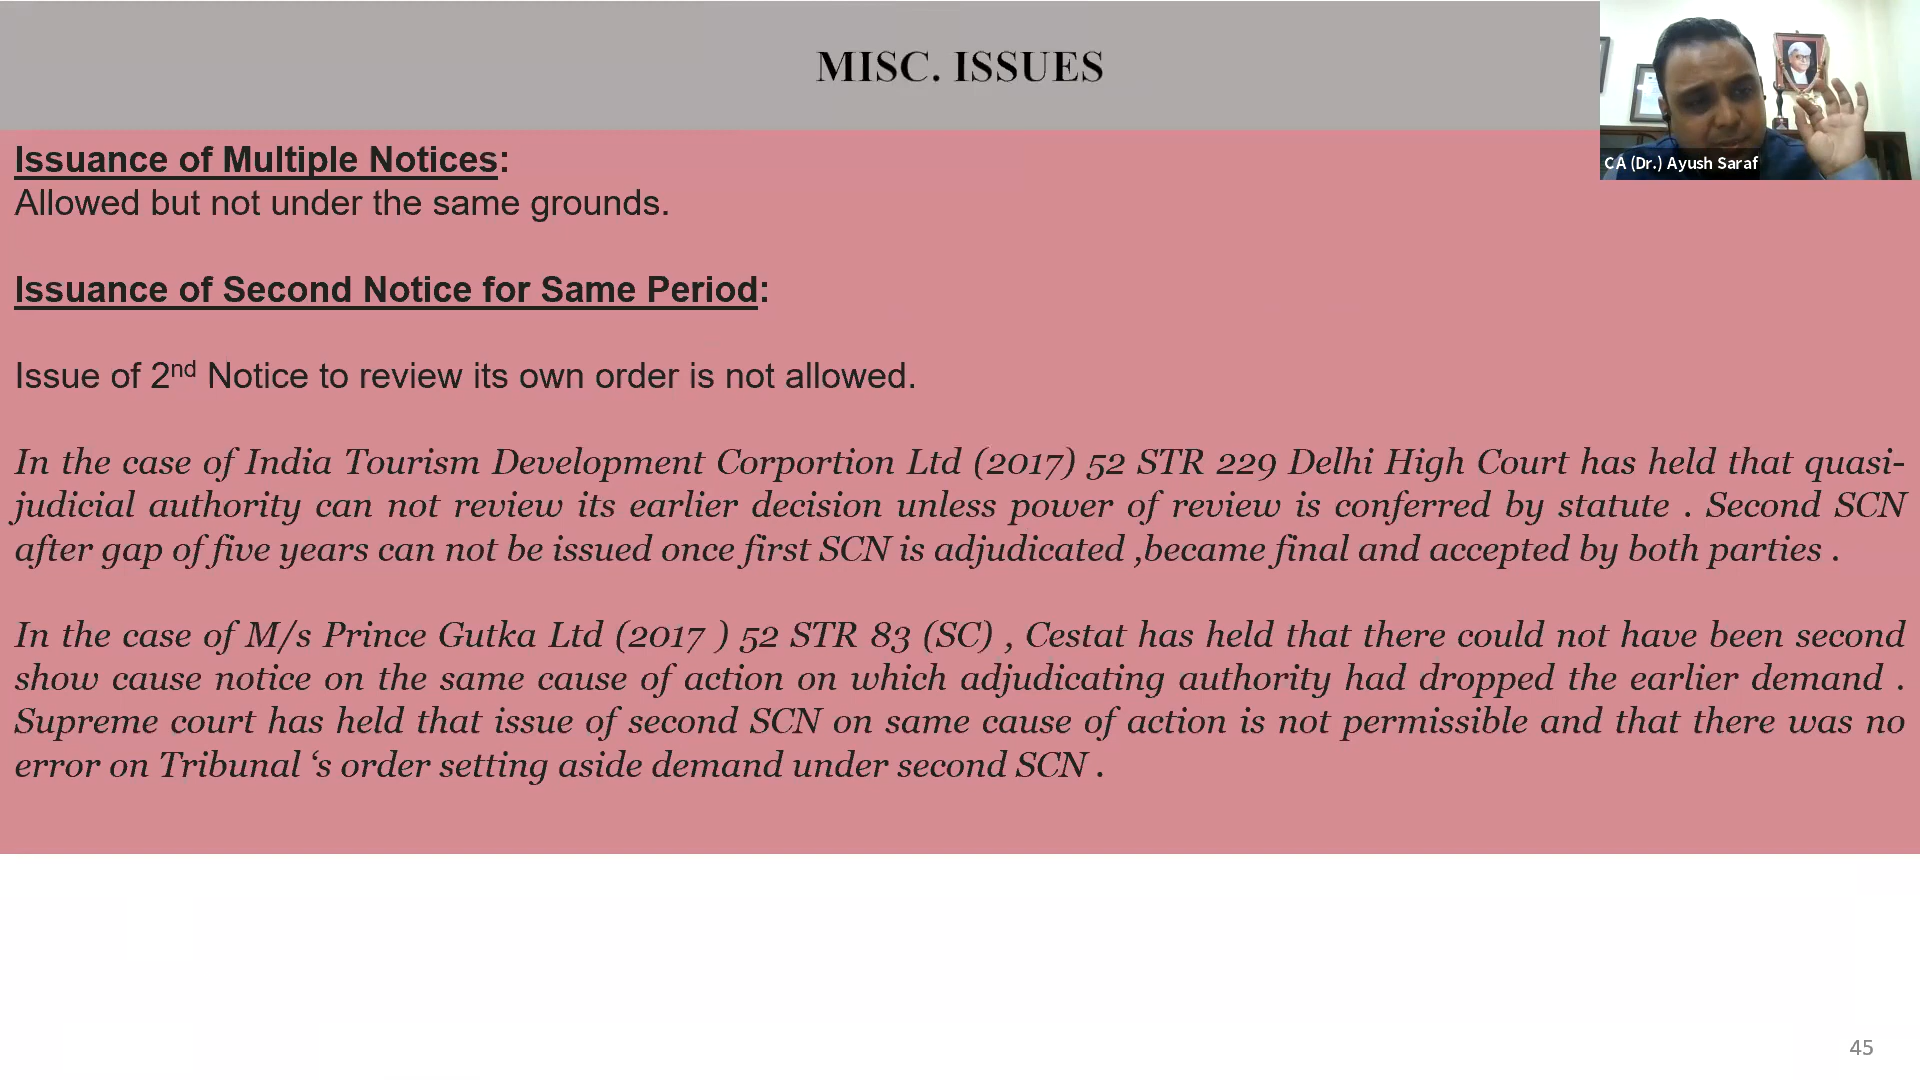 MISC. ISSUES
CA (Dr.) Ayush Saraf
Issuance of Multiple Notices:
Allowed but not under the same grounds.
Issuance of Second Notice for Same Period:
Issue of 2nd Notice to review its own order is not allowed.
In the case of India Tourism Development Corportion Ltd (2017) 52 STR 229 Delhi High Court has held that quasi-
judicial authority can not review its earlier decision unless power of review is conferred by statute . Second SCN
after gap of five years can not be issued once first SCN is adjudicated ,became final and accepted by both parties .
In the case of M/s Prince Gutka Ltd (2017 ) 52 STR 83 (SC) , Cestat has held that there could not have been second
show cause notice on the same cause of action on which adjudicating authority had dropped the earlier demand .
Supreme court has held that issue of second SCN on same cause of action is not permissible and that there was no
error on Tribunal ‘s order setting aside demand under second SCN .
45